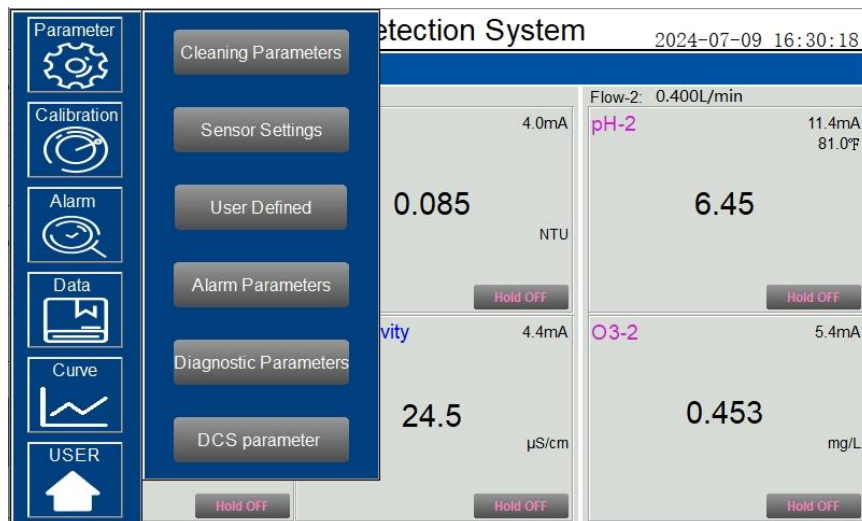 Parameter
Calibration
Alarm
Data
Curve
USER
Cleaning Parameters
Sensor Settings
User Defined
Alarm Parameters
Diagnostic Parameters
DCS parameter
etection System
2024-07-09 16:30:18
4.0mA
0.085
NTU
Hold OFF
Flow-2: 0.400L/min
pH-2
11.4mA
81.0℉
6.45
Hold OFF
Hold OFF
vity
4.4mA
24.5
µS/cm
Hold OFF
O3-2
5.4mA
0.453
mg/L
Hold OFF